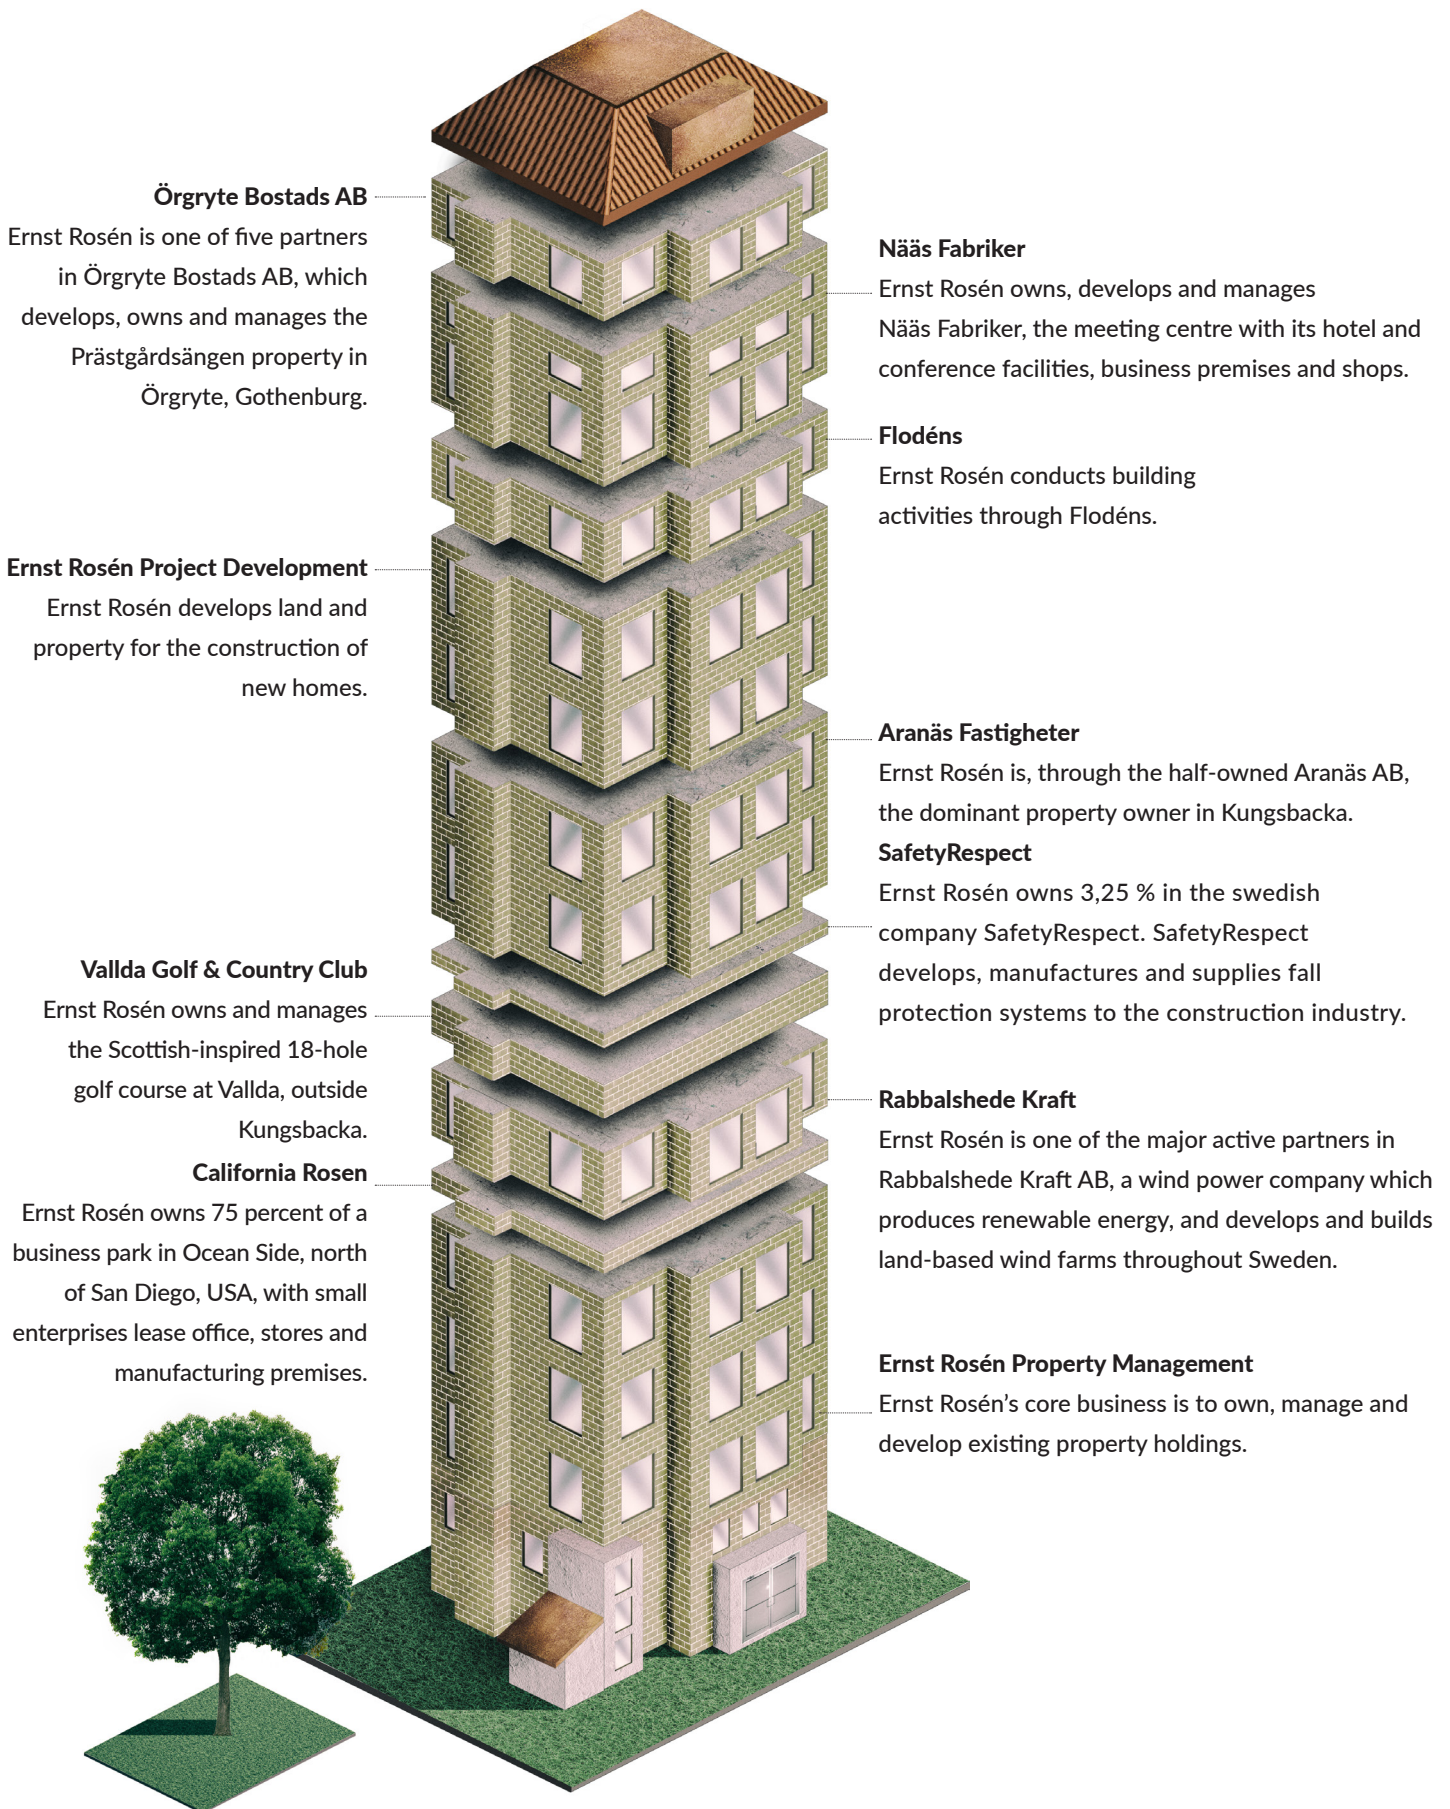 Örgryte Bostads AB
Ernst Rosén is one of five partners
in Örgryte Bostads AB, which
develops, owns and manages the
Prästgårdsängen property in
Örgryte, Gothenburg.
Ernst Rosén Project Development
Ernst Rosén develops land and
property for the construction of
new homes.
Vallda Golf & Country Club
Ernst Rosén owns and manages
the Scottish-inspired 18-hole
golf course at Vallda, outside
Kungsbacka.
California Rosen
Ernst Rosén owns 75 percent of a
business park in Ocean Side, north
of San Diego, USA, with small
enterprises lease office, stores and
manufacturing premises.
Nääs Fabriker
Ernst Rosén owns, develops and manages
Nääs Fabriker, the meeting centre with its hotel and
conference facilities, business premises and shops.
Flodéns
Ernst Rosén conducts building
activities through Flodéns.
Aranäs Fastigheter
Ernst Rosén is, through the half-owned Aranäs AB,
the dominant property owner in Kungsbacka.
SafetyRespect
Ernst Rosén owns 3,25 % in the swedish
company SafetyRespect. SafetyRespect
develops, manufactures and supplies fall
protection systems to the construction industry.
Rabbalshede Kraft
Ernst Rosén is one of the major active partners in
Rabbalshede Kraft AB, a wind power company which
produces renewable energy, and develops and builds
land-based wind farms throughout Sweden.
Ernst Rosén Property Management
Ernst Rosén’s core business is to own, manage and
develop existing property holdings.